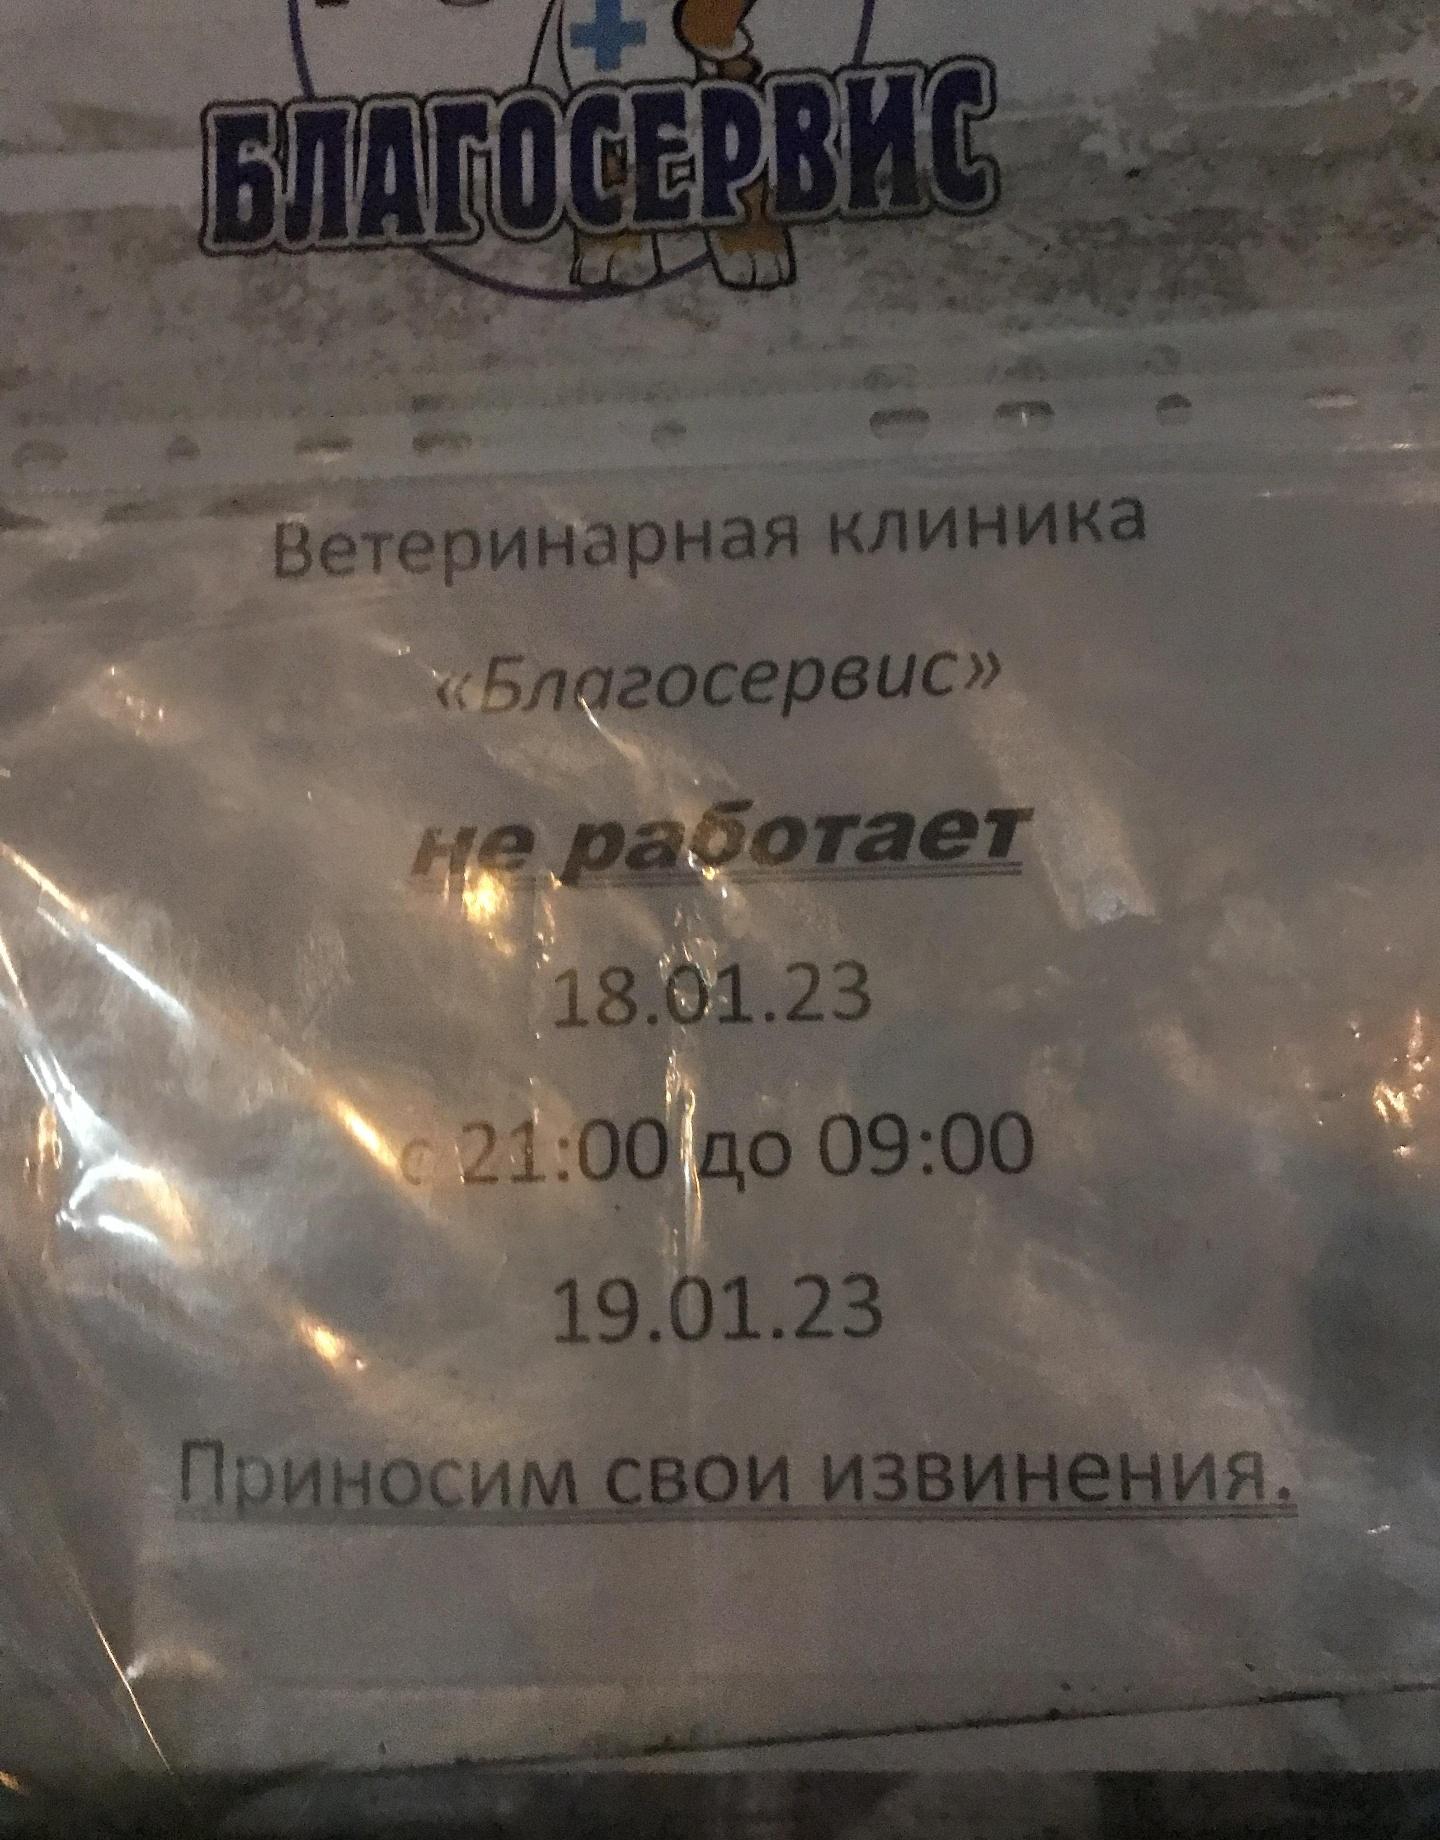 БЛАГОСЕРВИС
Ветеринарная клиника
«Благосервис»
не работает
18.01.23
с 21:00 до 09:00
19.01.23
Приносим свои извинения.